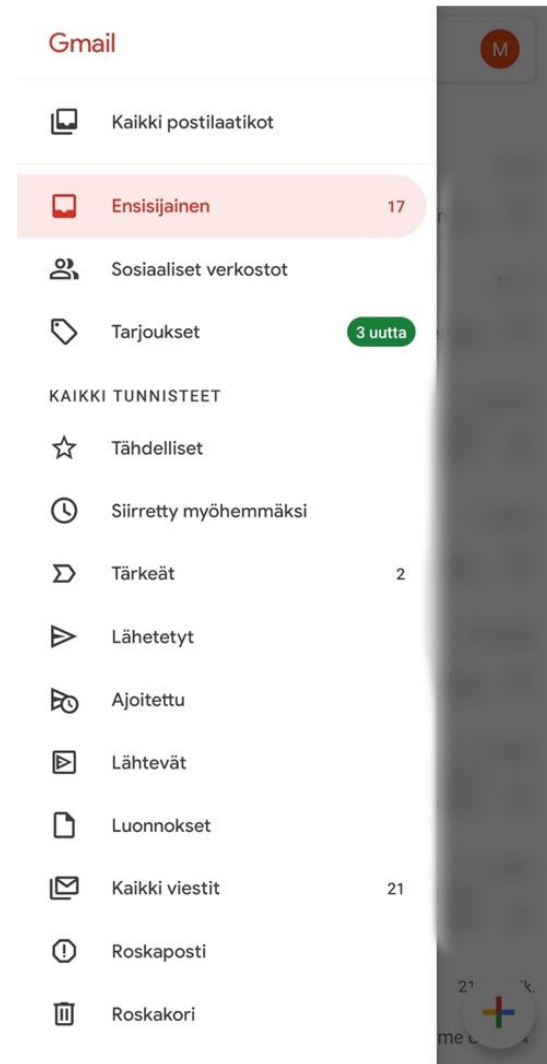 Gmail
M
Kaikki postilaatikot
Ensisijainen 17
Sosiaaliset verkostot
Tarjoukset 3 uutta
KAIKKI TUNNISTEET
Tähdelliset
Siirretty myöhemmäksi
Tärkeät 2
Lähetetyt
Ajoitettu
Lähtevät
Luonnokset
Kaikki viestit 21
Roskaposti
Roskakori